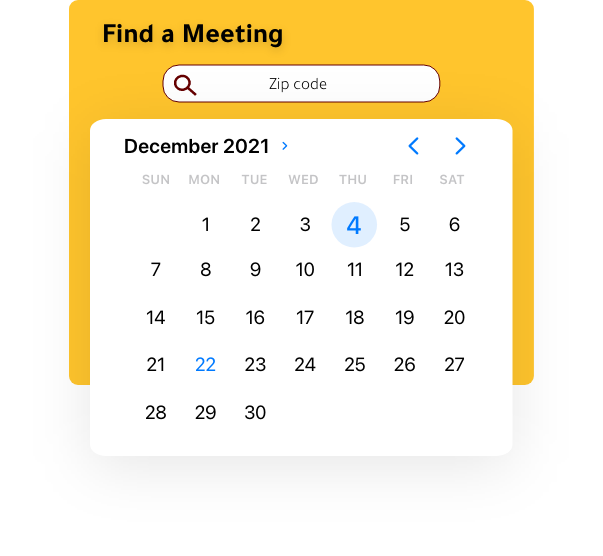 Find a Meeting
Zip code
December 2021
SUN MON TUE WED THU FRI SAT
1 2 3 4 5 6
7 8 9 10 11 12 13
14 15 16 17 18 19 20
21 22 23 24 25 26 27
28 29 30